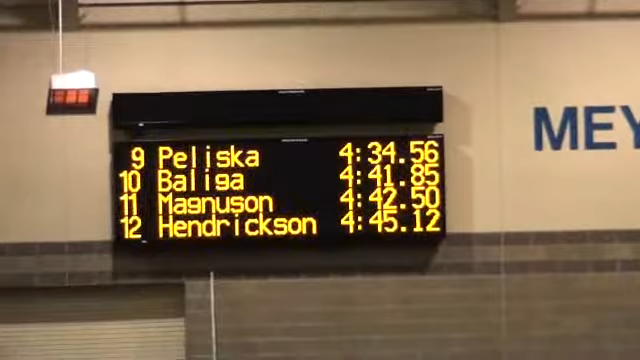 9 Peliska 4:34.56
10 Baliga 4:41.85
11 Magnuson 4:42.50
12 Hendrickson 4:45.12
MEY